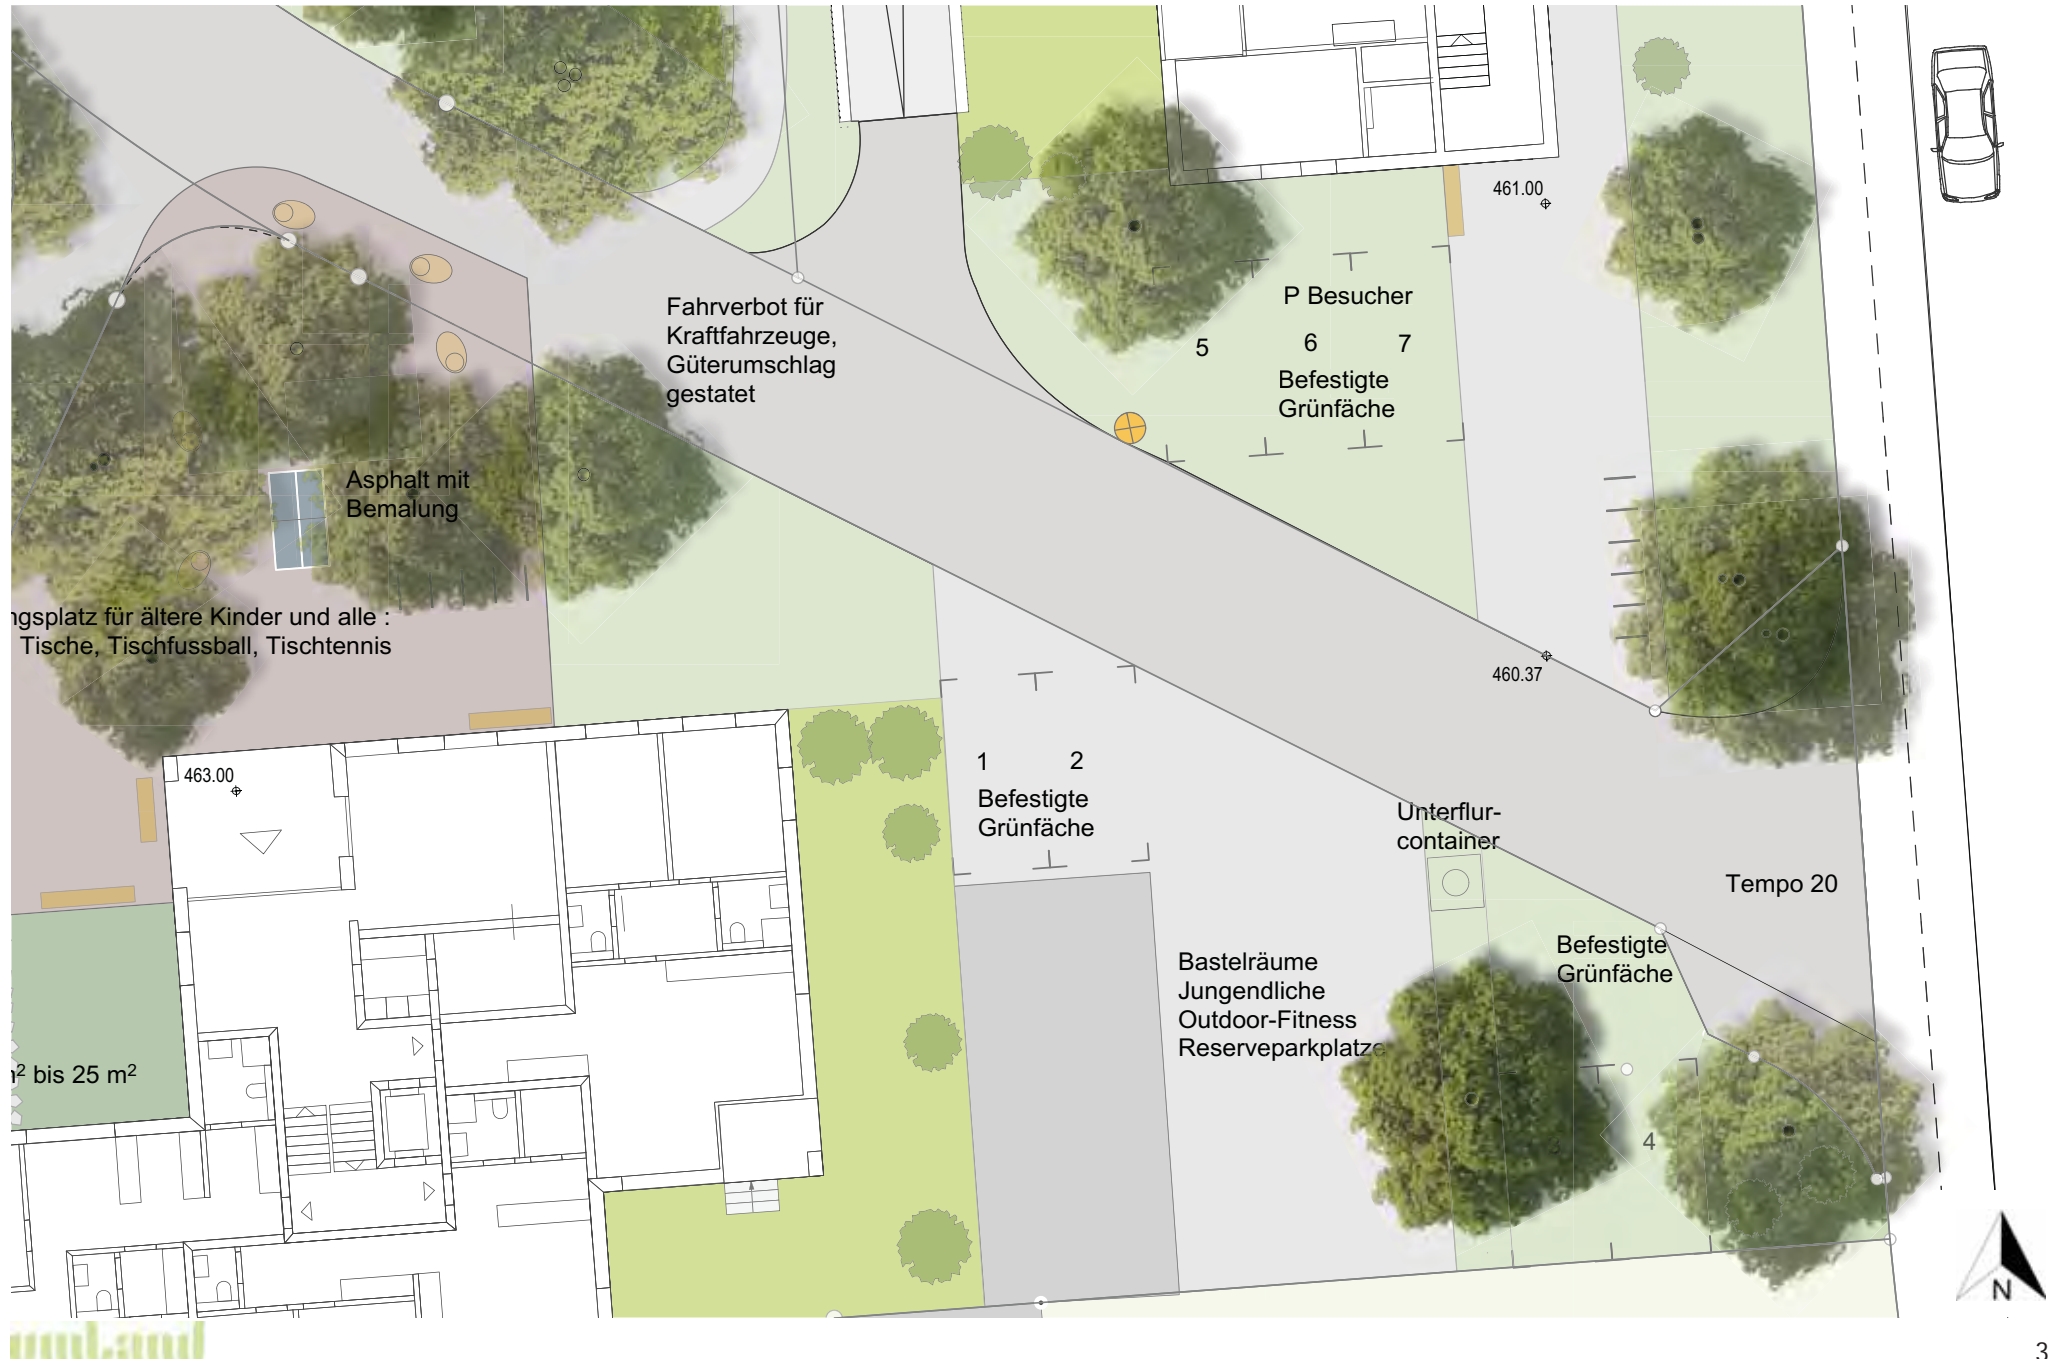 461.00
P Besucher
5 6 7
Befestigte
Grünfäche
Fahrverbot für
Kraftfahrzeuge,
Güterumschlag
gestatet
Asphalt mit
Bemalung
ngsplatz für ältere Kinder und alle :
Tische, Tischfussball, Tischtennis
460.37
463.00
1 2
Befestigte
Grünfäche
Unterflur-
container
Tempo 20
Befestigte
Grünfäche
Bastelräume
Jungendliche
Outdoor-Fitness
Reserveparkplatze
² bis 25 m²
3 4
N
3